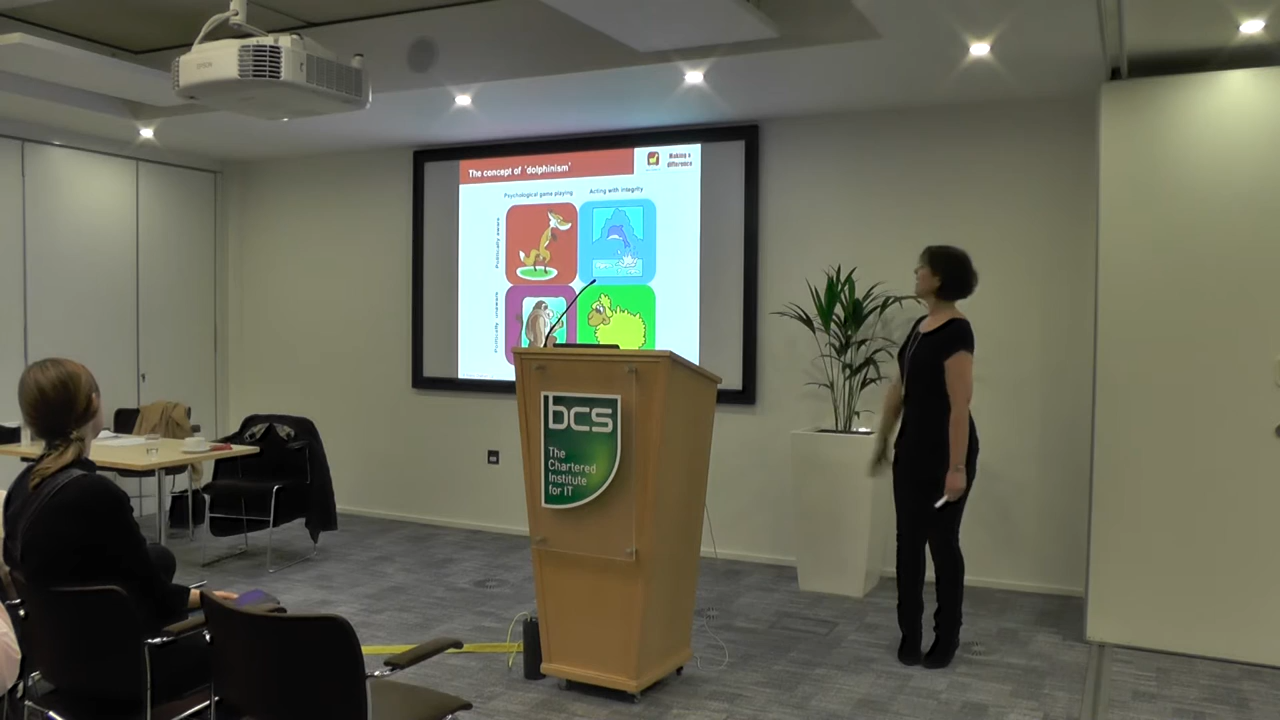 EPSON
The concept of 'dolphinism'
Making a
difference
Psychological game playing
Acting with integrity
Politically aware
Politically unaware
bcs
The
Chartered
Institute
for IT